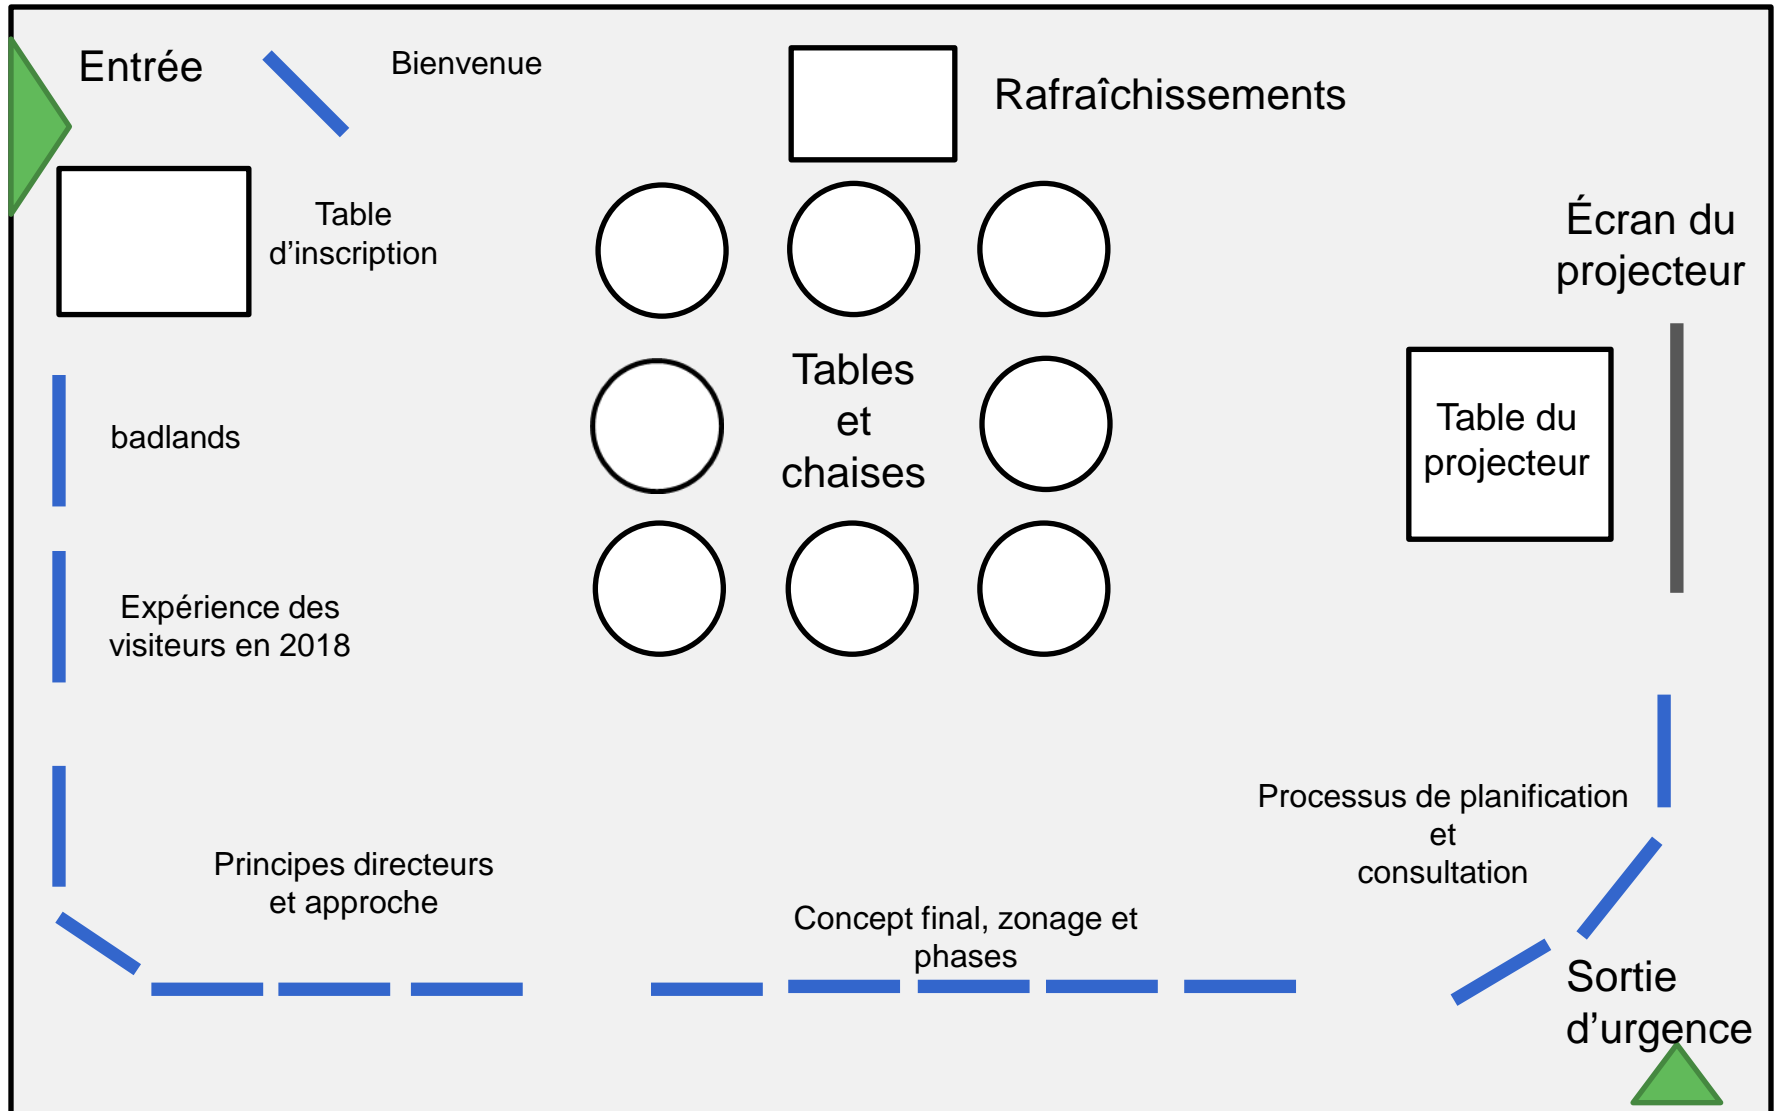 Entrée
Bienvenue
Rafraîchissements
Table
d’inscription
Écran du
projecteur
Tables
et
chaises
Table du
projecteur
badlands
Expérience des
visiteurs en 2018
Principes directeurs
et approche
Concept final, zonage et
phases
Processus de planification
et
consultation
Sortie
d’urgence